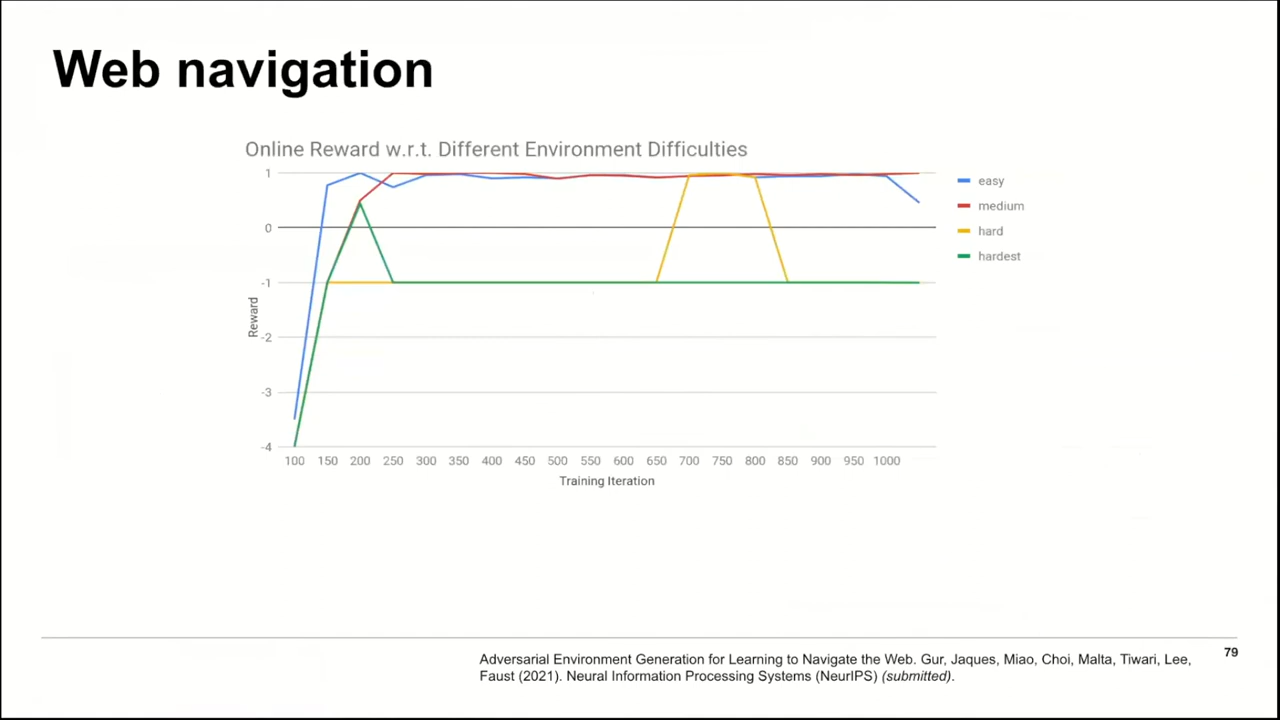 Web navigation
Online Reward w.r.t. Different Environment Difficulties
1
0
-1
-2
-3
-4
Reward
100 150 200 250 300 350 400 450 500 550 600 650 700 750 800 850 900 950 1000
Training Iteration
easy
medium
hard
hardest
Adversarial Environment Generation for Learning to Navigate the Web. Gur, Jaques, Miao, Choi, Malta, Tiwari, Lee,
Faust (2021). Neural Information Processing Systems (NeurIPS) (submitted).
79